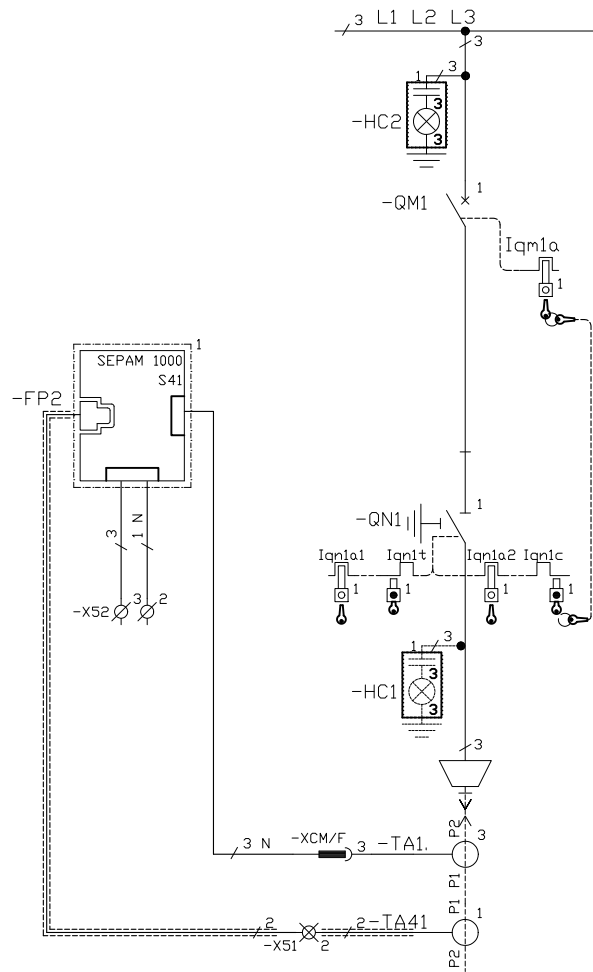 3 L1 L2 L3
3
1 3
3
-HC2
3
1
-QM1
Iqm1a
1
1
SEPAM 1000
S41
-FP2
1
-QN1
3
1 N
Iqn1a1 Iqn1t Iqn1a2 Iqn1c
1 1 1 1
-X52 3 2
1 3
3
-HC1
3
3
P2
3
3 N -XCM/F 3 -TA1.
P1
P1
2 2 -TA41 1
-X51 2
P2